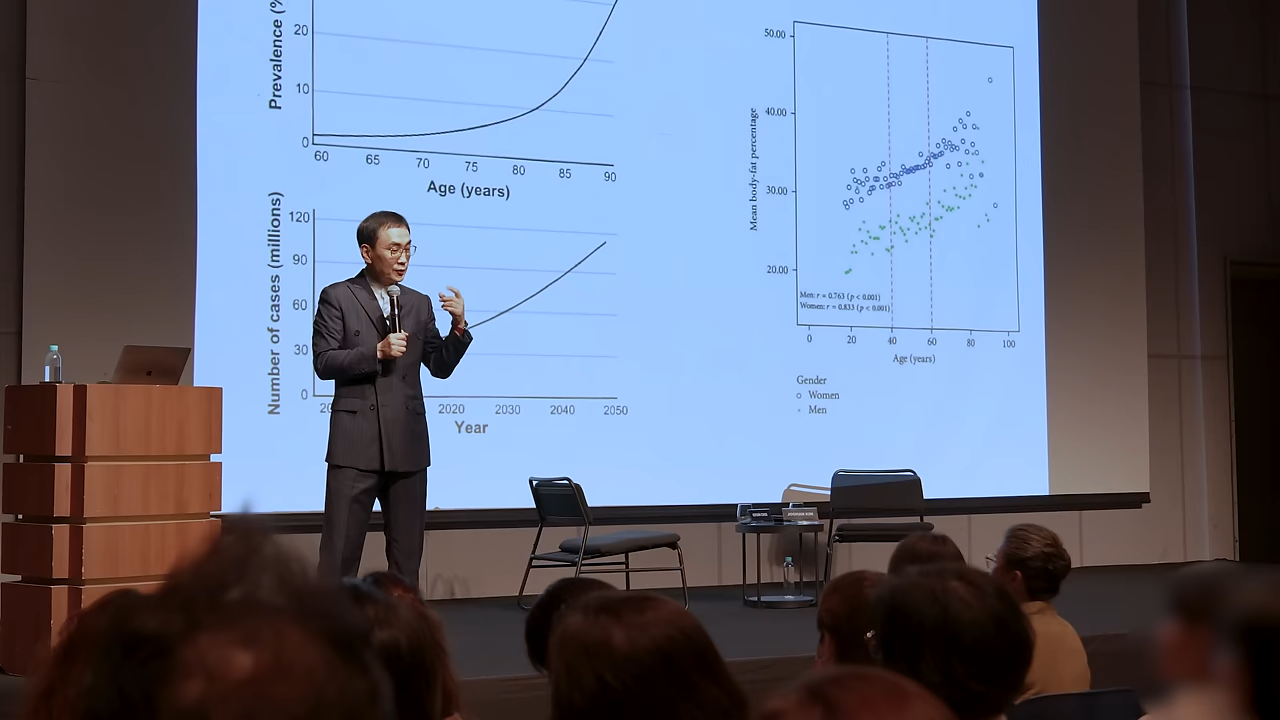 Prevalence (%
20
10
0
60 65 70 75 80 85 90
Age (years)
Number of cases (millions)
120
90
60
30
0
20
2020 2030 2040 2050
Year
Mean body-fat percentage
50.00
40.00
30.00
20.00
Men: r = 0.763 (p < 0.001)
Women: r = 0.833 (p < 0.001)
0 20 40 60 80 100
Age (years)
Gender
Women
Men